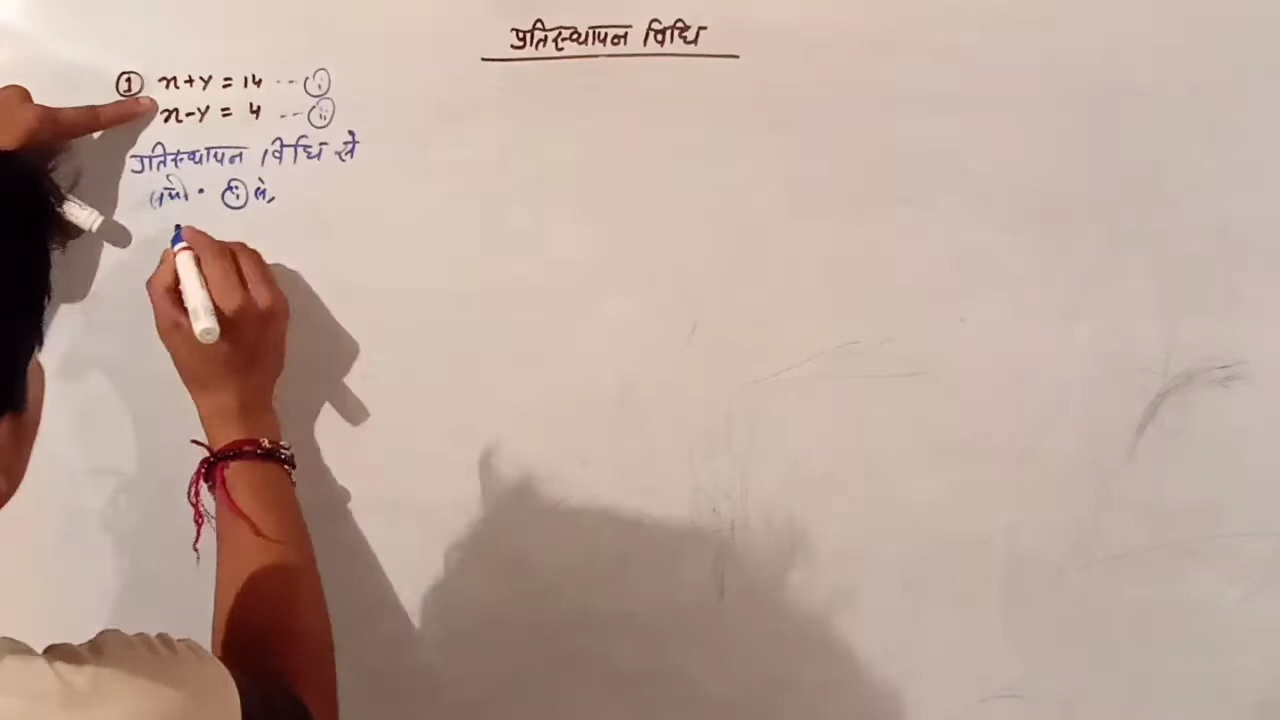 प्रतिस्थापन विधि
① x+y = 14 --- (i)
x-y = 4 --- (ii)
प्रतिस्थापन विधि से
समी॰ (i) से,